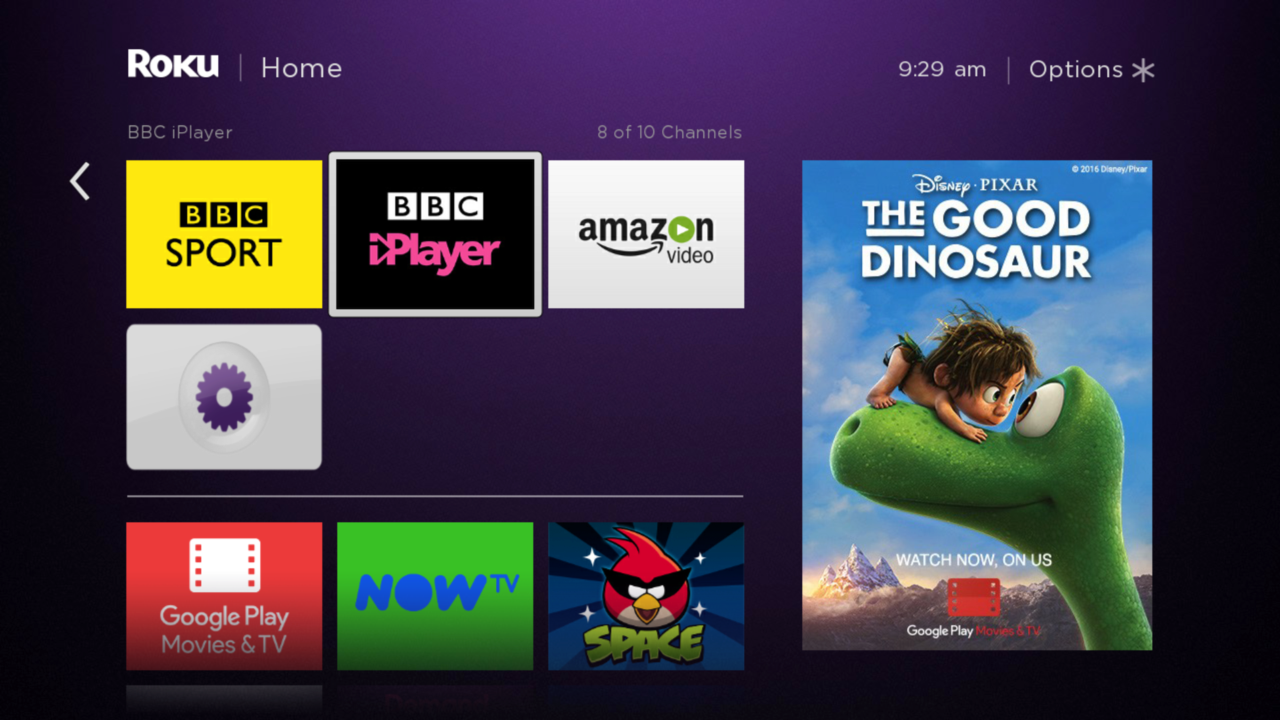 Roku | Home
9:29 am | Options
BBC iPlayer
8 of 10 Channels
BBC
SPORT
BBC
iPlayer
amazon
video
© 2016 Disney/Pixar
Disney · PIXAR
THE GOOD
DINOSAUR
WATCH NOW, ON US
Google Play Movies & TV
Google Play
Movies & TV
NOW TV
SPACE